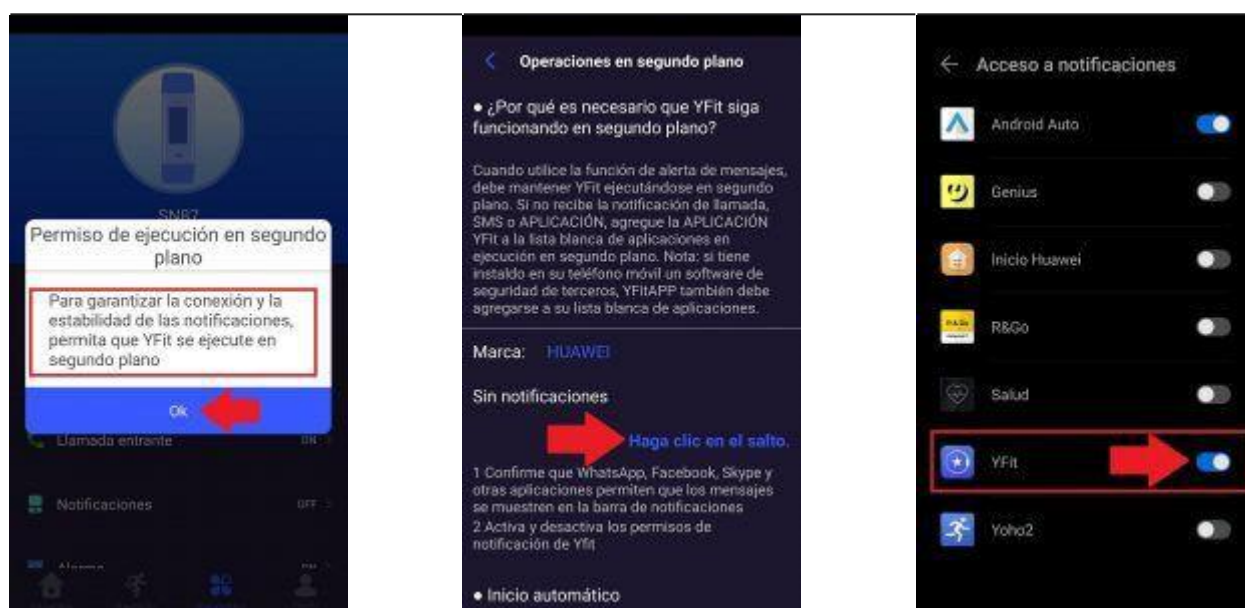 SN87
Permiso de ejecución en segundo
plano
Para garantizar la conexión y la
estabilidad de las notificaciones,
permita que YFit se ejecute en
segundo plano
Ok
Llamada entrante
ON
Notificaciones
OFF
Alarma
ON
Operaciones en segundo plano
● ¿Por qué es necesario que YFit siga
funcionando en segundo plano?
Cuando utilice la función de alerta de mensajes,
debe mantener YFit ejecutándose en segundo
plano. Si no recibe la notificación de llamada,
SMS o APLICACIÓN, agregue la APLICACIÓN
YFit a la lista blanca de aplicaciones en
ejecución en segundo plano. Nota: si tiene
instaldo en su teléfono móvil un software de
seguridad de terceros, YFitAPP también debe
agregarse a su lista blanca de aplicaciones.
Marca: HUAWEI
Sin notificaciones
Haga clic en el salto.
1 Confirme que WhatsApp, Facebook, Skype y
otras aplicaciones permiten que los mensajes
se muestren en la barra de notificaciones
2 Activa y desactiva los permisos de
notificación de Yfit
● Inicio automático
Acceso a notificaciones
Android Auto
Genius
Inicio Huawei
R&Go
Salud
YFit
Yoho2